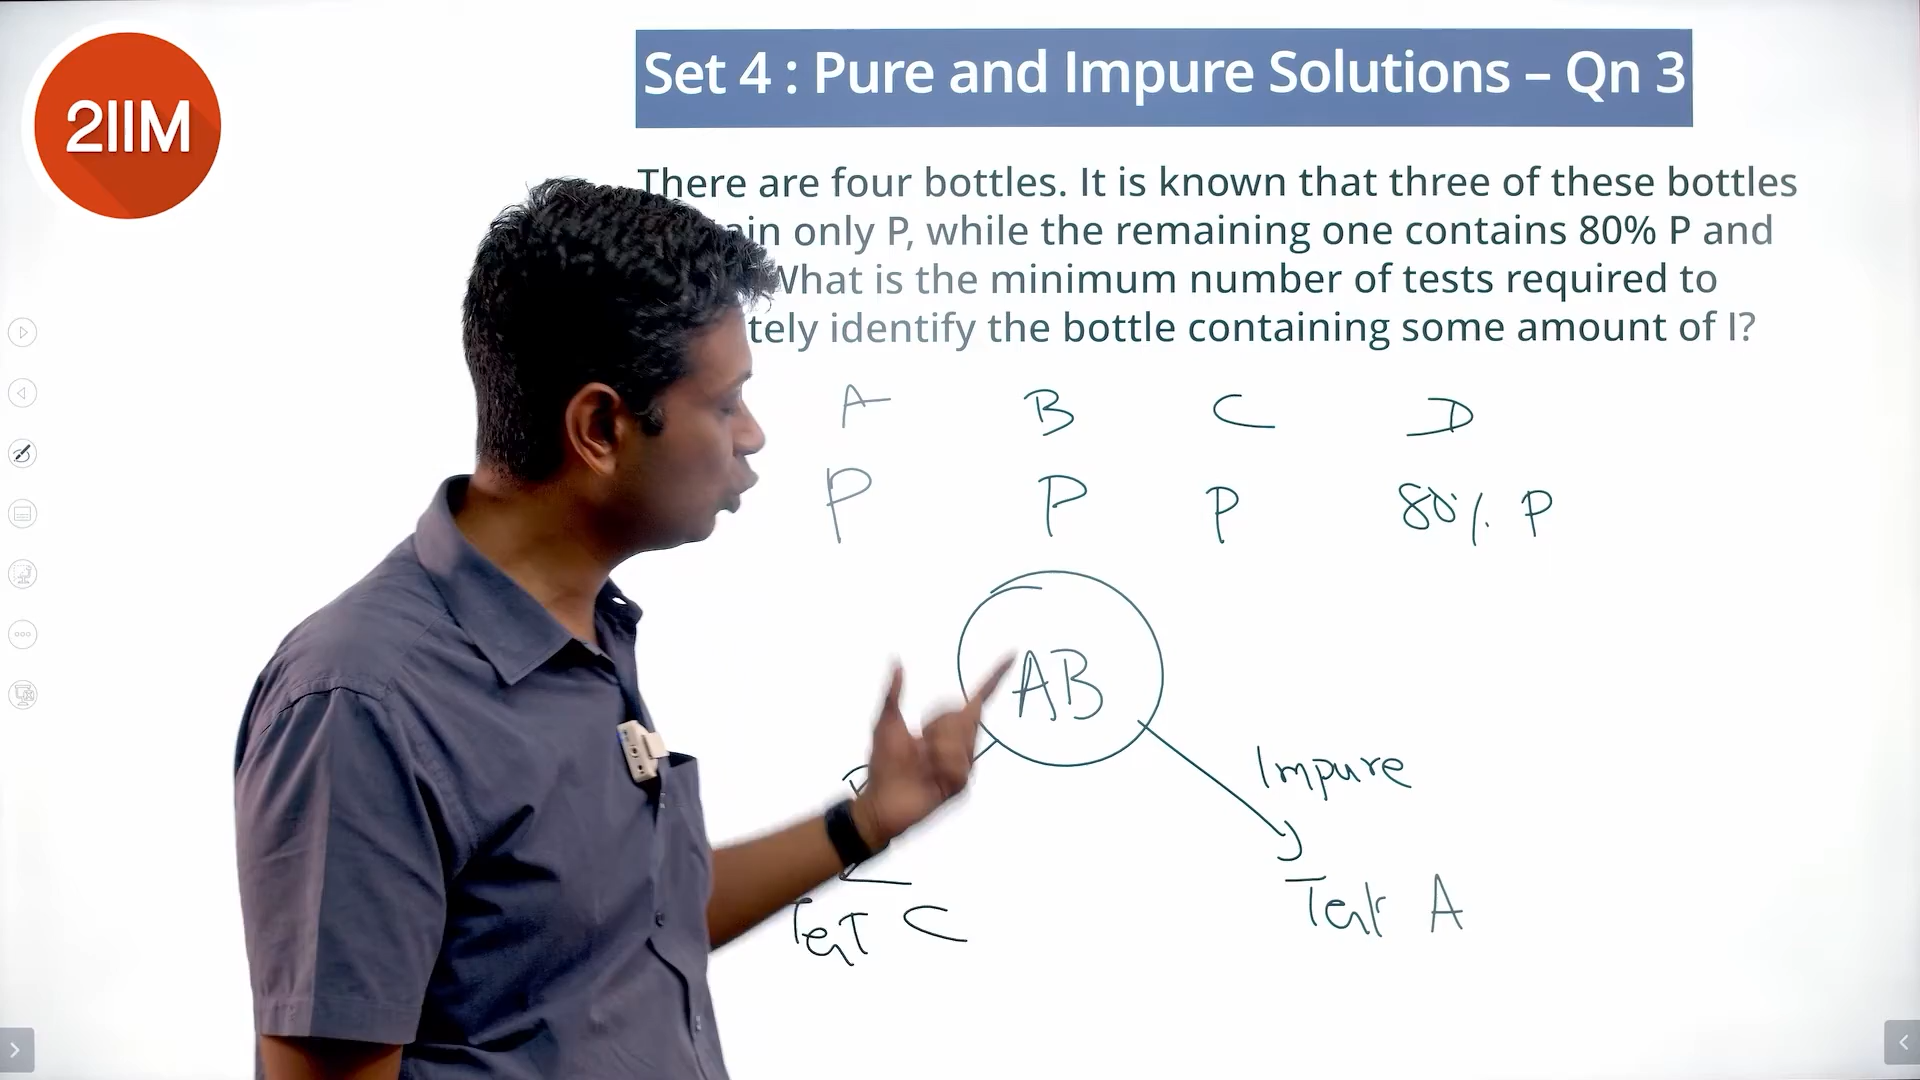 2IIM
Set 4 : Pure and Impure Solutions – Qn 3
There are four bottles. It is known that three of these bottles
only P, while the remaining one contains 80% P and
What is the minimum number of tests required to
identify the bottle containing some amount of I?
A B C D
P P P 80% P
AB
Impure
Test C
Test A